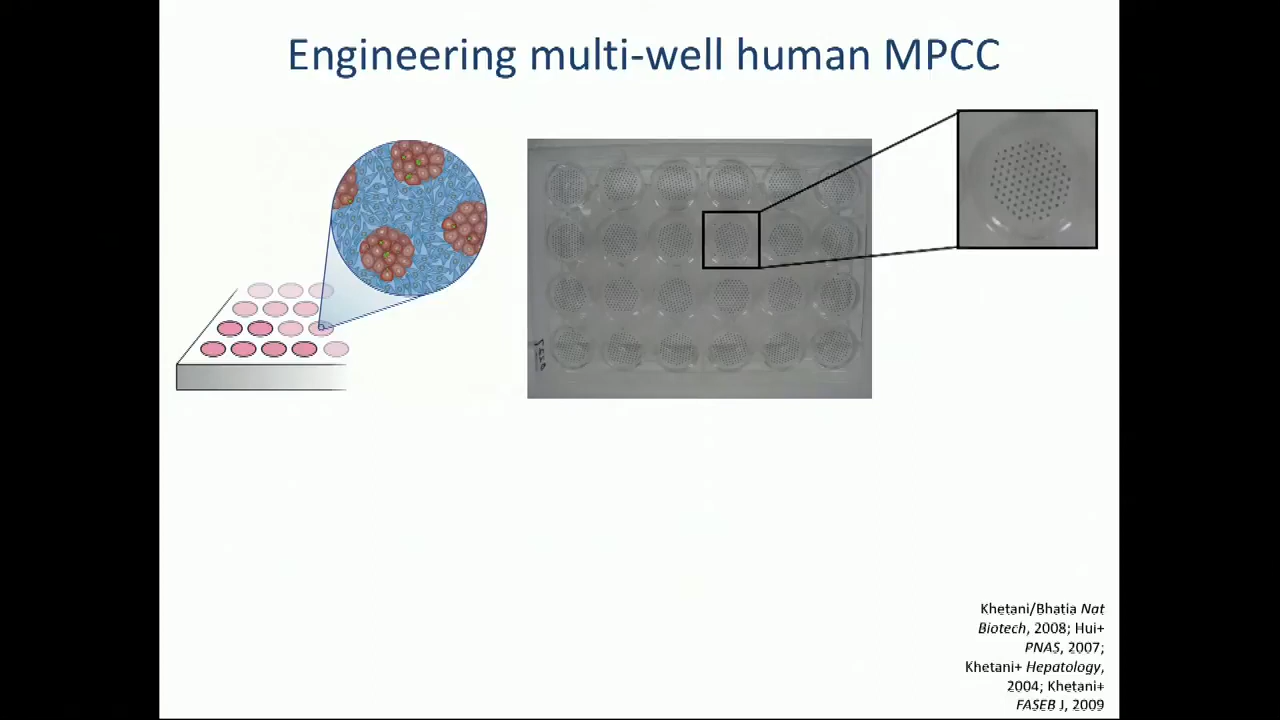 Engineering multi-well human MPCC
Khetani/Bhatia Nat
Biotech, 2008; Hui+
PNAS, 2007;
Khetani+ Hepatology,
2004; Khetani+
FASEB J, 2009